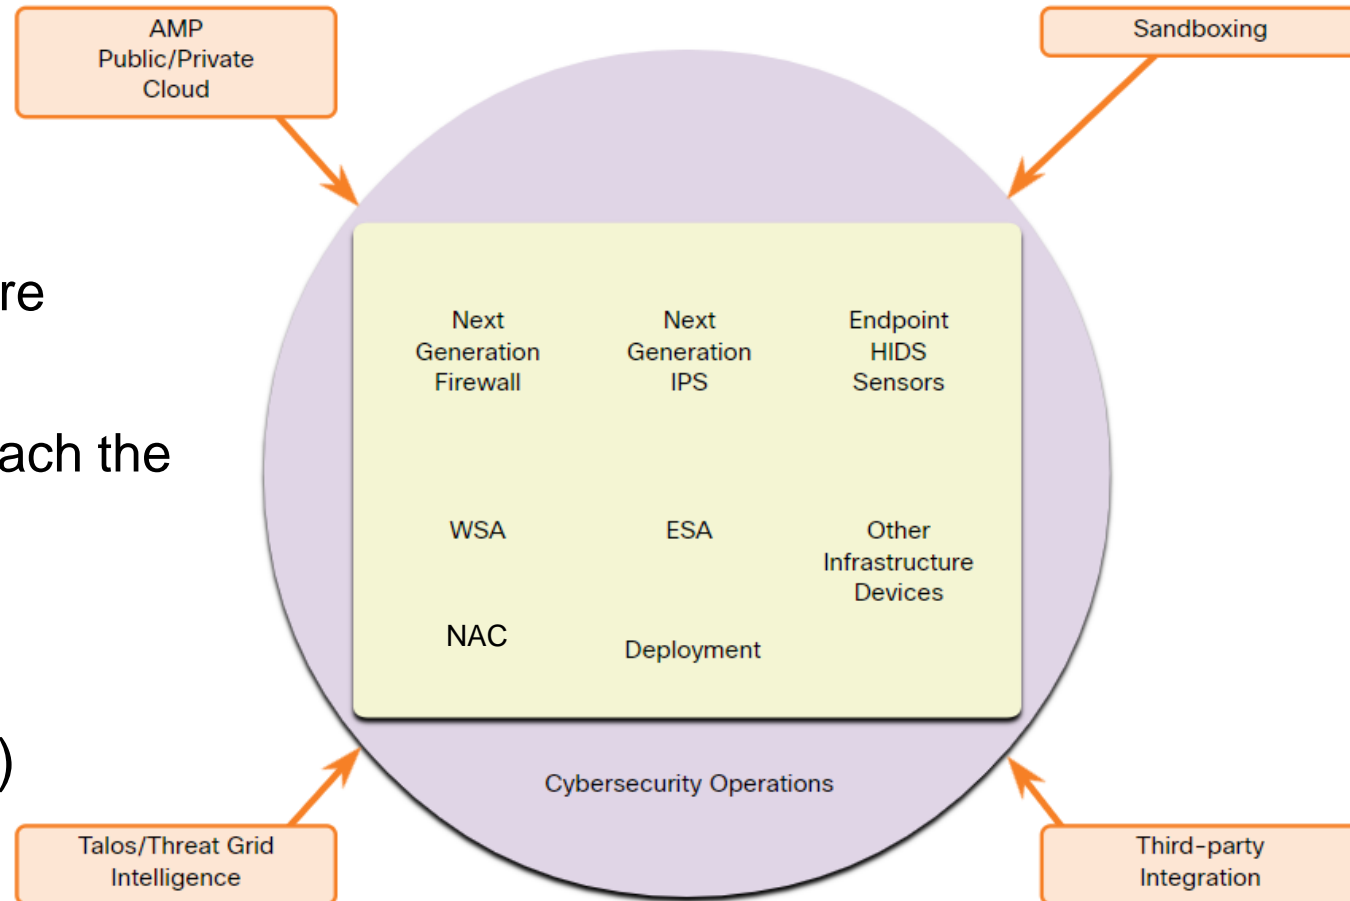 AMP
Public/Private
Cloud
Sandboxing
re
ach the
)
Next
Generation
Firewall
Next
Generation
IPS
Endpoint
HIDS
Sensors
WSA
ESA
Other
Infrastructure
Devices
NAC
Deployment
Cybersecurity Operations
Talos/Threat Grid
Intelligence
Third-party
Integration